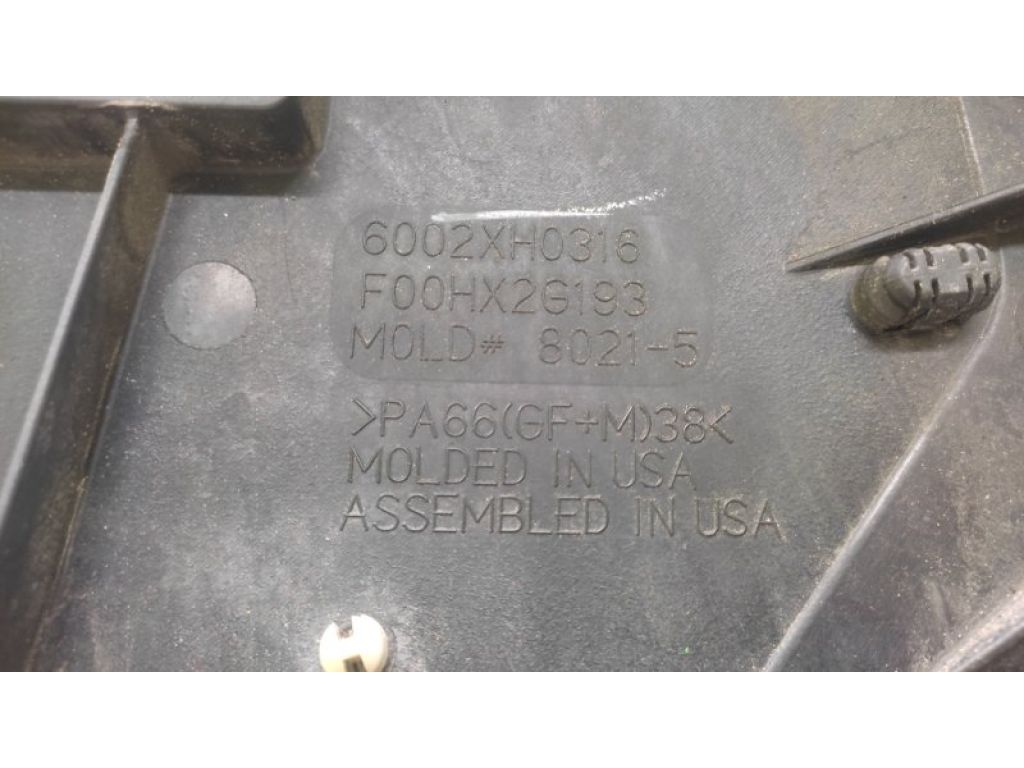 6002XH0316
F00HX2G193
MOLD# 8021-5
>PA66(GF+M)38<
MOLDED IN USA
ASSEMBLED IN USA